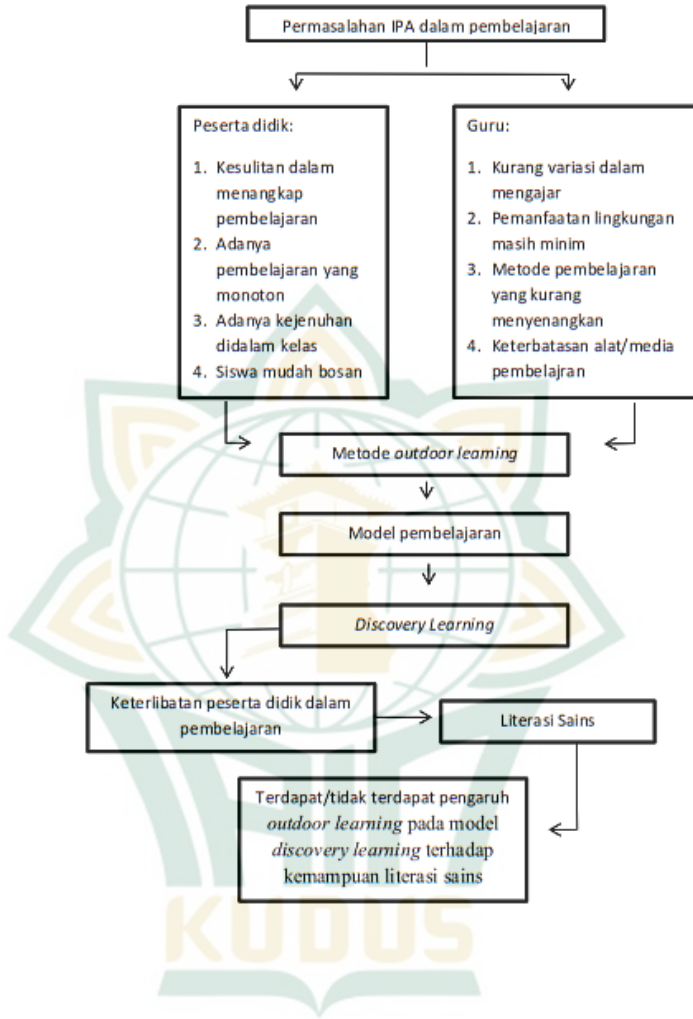 Permasalahan IPA dalam pembelajaran
Peserta didik:
1. Kesulitan dalam
menangkap
pembelajaran
2. Adanya
pembelajaran yang
monoton
3. Adanya kejenuhan
didalam kelas
4. Siswa mudah bosan
Guru:
1. Kurang variasi dalam
mengajar
2. Pemanfaatan lingkungan
masih minim
3. Metode pembelajaran
yang kurang
menyenangkan
4. Keterbatasan alat/media
pembelajran
Metode outdoor learning
Model pembelajaran
Discovery Learning
Keterlibatan peserta didik dalam
pembelajaran
Literasi Sains
Terdapat/tidak terdapat pengaruh
outdoor learning pada model
discovery learning terhadap
kemampuan literasi sains
KUDUS